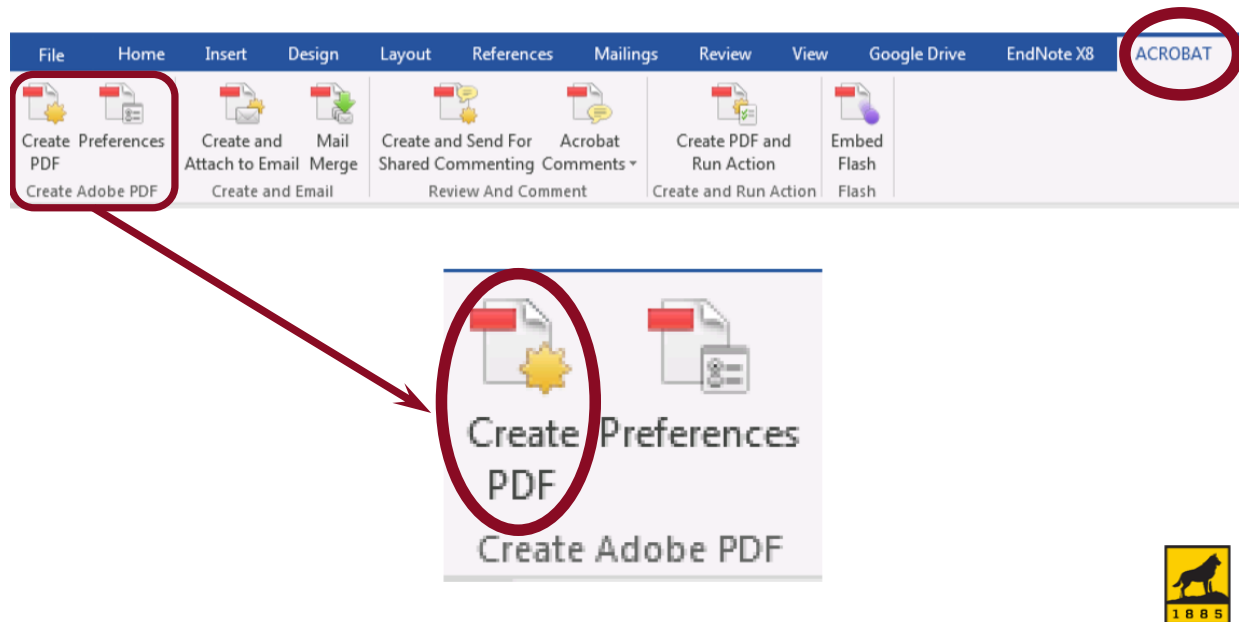 File Home Insert Design Layout References Mailings Review View Google Drive EndNote X8 ACROBAT
Create PDF
Preferences
Create and Attach to Email
Mail Merge
Create and Send For Shared Commenting
Acrobat Comments
Create PDF and Run Action
Embed Flash
Create Adobe PDF
Create and Email
Review And Comment
Create and Run Action
Flash
Create Preferences
PDF
Create Adobe PDF
1885